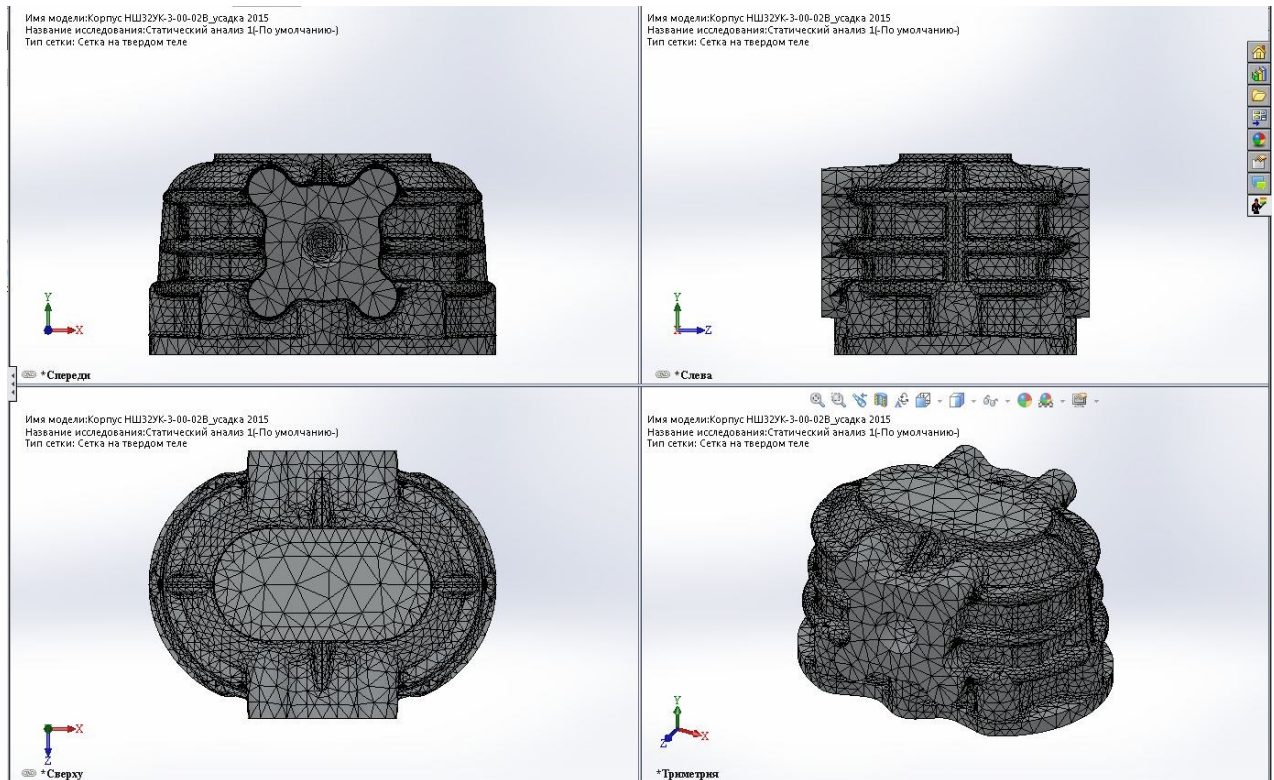 Имя модели:Корпус НШ32УК-3-00-02В_усадка 2015
Название исследования:Статический анализ 1(-По умолчанию-)
Тип сетки: Сетка на твердом теле
Y
X
*Спереди
Имя модели:Корпус НШ32УК-3-00-02В_усадка 2015
Название исследования:Статический анализ 1(-По умолчанию-)
Тип сетки: Сетка на твердом теле
Y
X
Z
*Слева
Имя модели:Корпус НШ32УК-3-00-02В_усадка 2015
Название исследования:Статический анализ 1(-По умолчанию-)
Тип сетки: Сетка на твердом теле
X
Z
*Сверху
Имя модели:Корпус НШ32УК-3-00-02В_усадка 2015
Название исследования:Статический анализ 1(-По умолчанию-)
Тип сетки: Сетка на твердом теле
Y
X
Z
*Триметрия